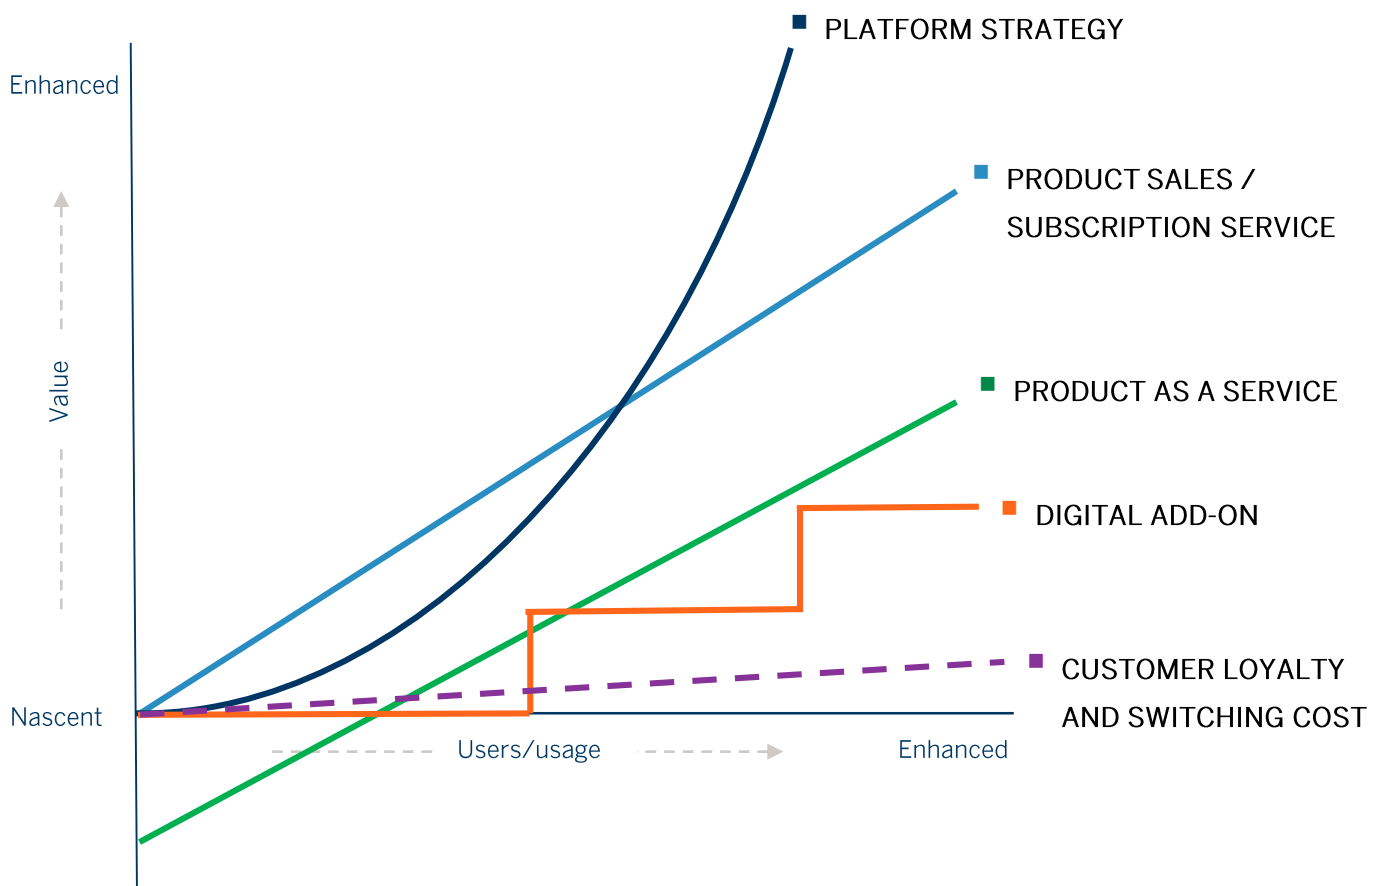 PLATFORM STRATEGY
Enhanced
PRODUCT SALES /
SUBSCRIPTION SERVICE
Value
PRODUCT AS A SERVICE
DIGITAL ADD-ON
CUSTOMER LOYALTY
AND SWITCHING COST
Nascent
Users/usage
Enhanced